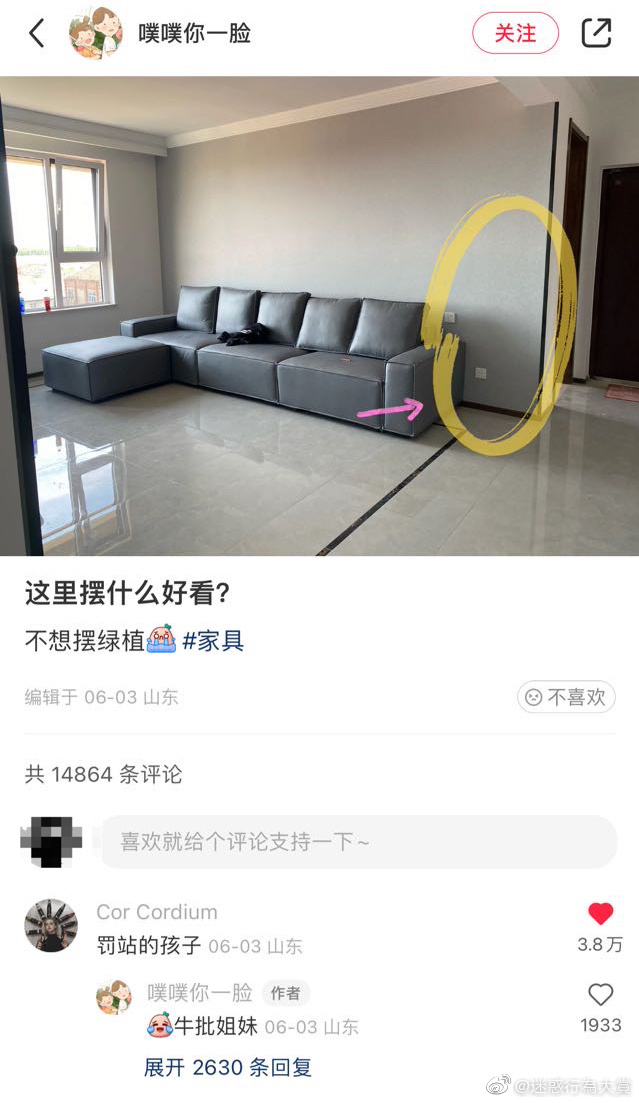 噗噗你一脸
关注
这里摆什么好看?
不想摆绿植 #家具
编辑于 06-03 山东
不喜欢
共 14864 条评论
喜欢就给个评论支持一下~
Cor Cordium
罚站的孩子 06-03 山东
3.8万
噗噗你一脸 作者
牛批姐妹 06-03 山东
1933
展开 2630 条回复
@迷惑行為大賞